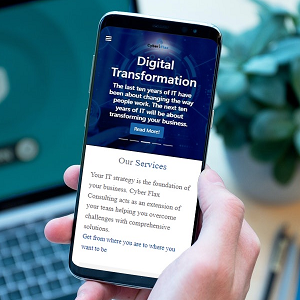 Cyber Flax
Digital
Transformation
The last ten years of IT have
been about changing the way
people work. The next ten
years of IT will be about
transforming your business.
Read More!
Our Services
Your IT strategy is the foundation of
your business. Cyber Flax
Consulting acts as an extension of
your team helping you overcome
challenges with comprehensive
solutions.
Get from where you are to where you
want to be